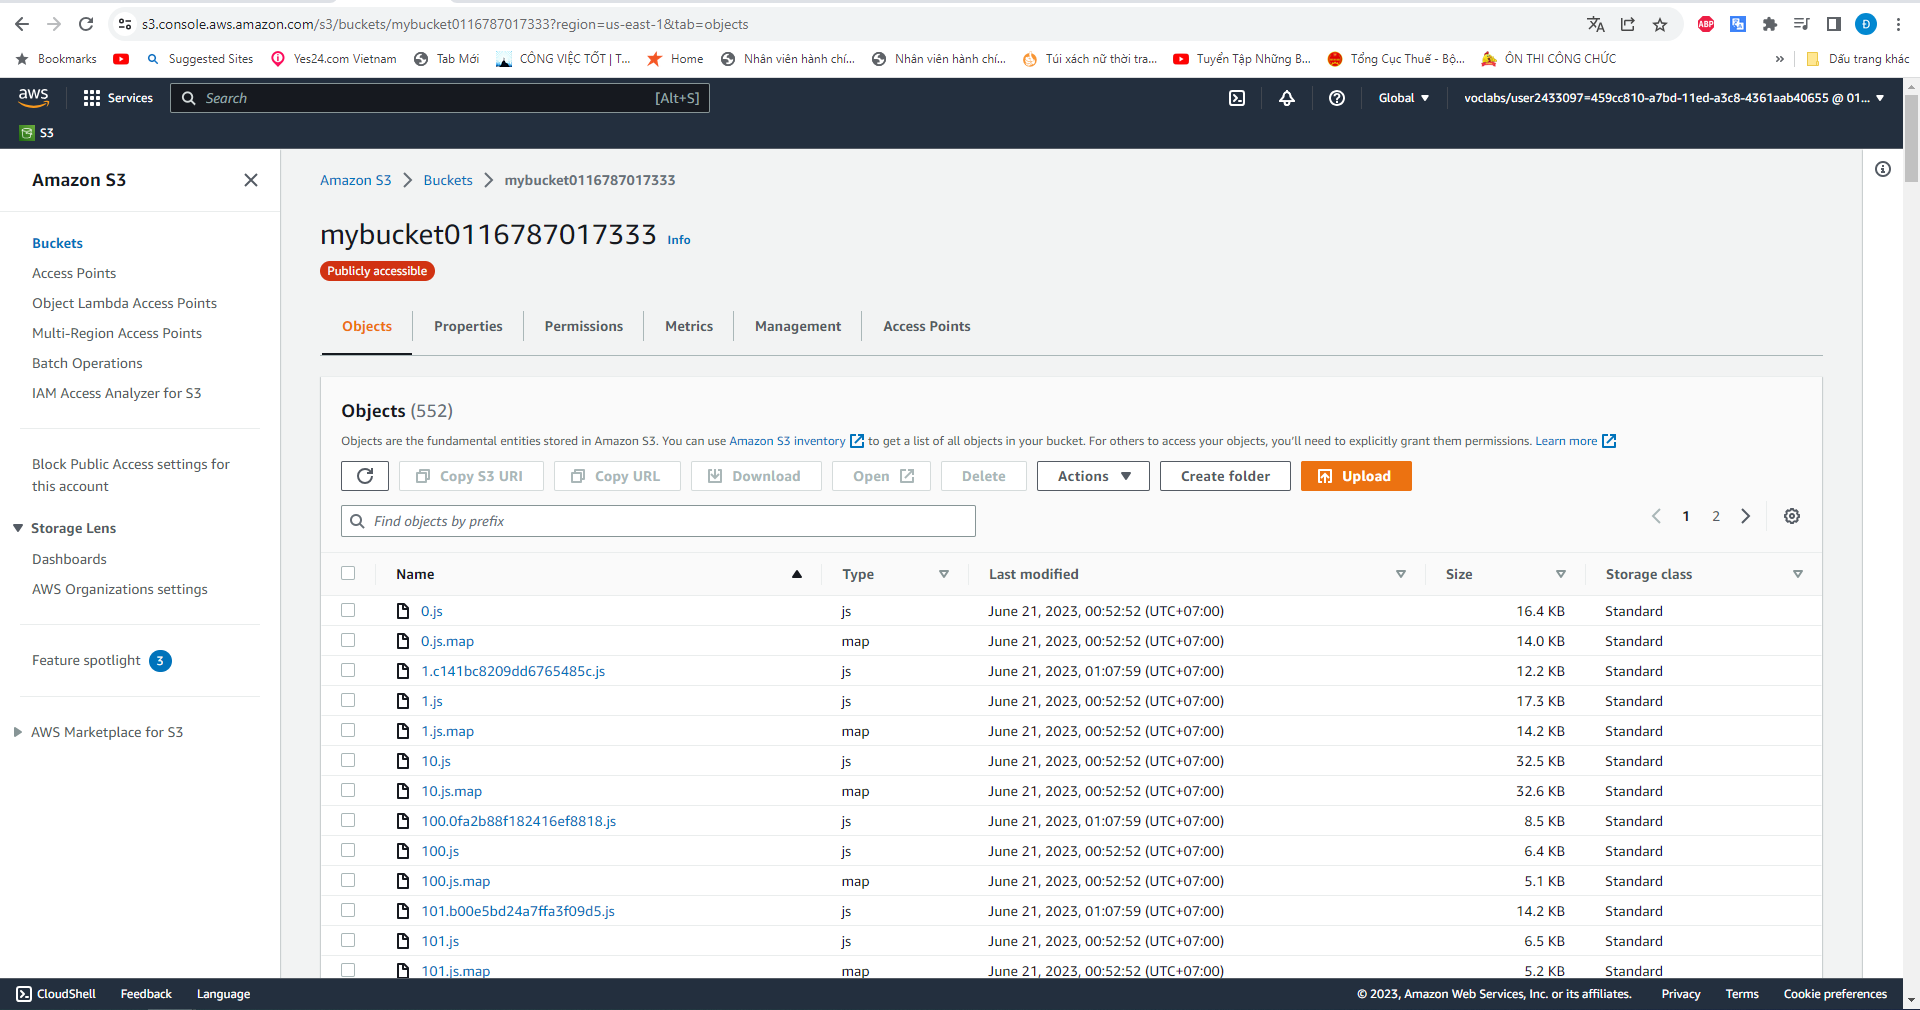 s3.console.aws.amazon.com/s3/buckets/mybucket0116787017333?region=us-east-1&tab=objects
ABP
Đ
Bookmarks Suggested Sites Yes24.com Vietnam Tab Mới CÔNG VIỆC TỐT | T... Home Nhân viên hành chí... Nhân viên hành chí... Túi xách nữ thời tra... Tuyển Tập Những B... Tổng Cục Thuế - Bộ... ÔN THI CÔNG CHỨC » Dấu trang khác
aws Services Search [Alt+S] Global voclabs/user2433097=459cc810-a7bd-11ed-a3c8-4361aab40655 @ 01...
S3
Amazon S3
Buckets
Access Points
Object Lambda Access Points
Multi-Region Access Points
Batch Operations
IAM Access Analyzer for S3
Block Public Access settings for
this account
Storage Lens
Dashboards
AWS Organizations settings
Feature spotlight 3
AWS Marketplace for S3
Amazon S3 Buckets mybucket0116787017333
mybucket0116787017333 Info
Publicly accessible
Objects Properties Permissions Metrics Management Access Points
Objects (552)
Objects are the fundamental entities stored in Amazon S3. You can use Amazon S3 inventory to get a list of all objects in your bucket. For others to access your objects, you'll need to explicitly grant them permissions. Learn more
Copy S3 URI Copy URL Download Open Delete Actions Create folder Upload
Find objects by prefix 1 2
Name Type Last modified Size Storage class
0.js js June 21, 2023, 00:52:52 (UTC+07:00) 16.4 KB Standard
0.js.map map June 21, 2023, 00:52:52 (UTC+07:00) 14.0 KB Standard
1.c141bc8209dd6765485c.js js June 21, 2023, 01:07:59 (UTC+07:00) 12.2 KB Standard
1.js js June 21, 2023, 00:52:52 (UTC+07:00) 17.3 KB Standard
1.js.map map June 21, 2023, 00:52:52 (UTC+07:00) 14.2 KB Standard
10.js js June 21, 2023, 00:52:52 (UTC+07:00) 32.5 KB Standard
10.js.map map June 21, 2023, 00:52:52 (UTC+07:00) 32.6 KB Standard
100.0fa2b88f182416ef8818.js js June 21, 2023, 01:07:59 (UTC+07:00) 8.5 KB Standard
100.js js June 21, 2023, 00:52:52 (UTC+07:00) 6.4 KB Standard
100.js.map map June 21, 2023, 00:52:52 (UTC+07:00) 5.1 KB Standard
101.b00e5bd24a7ffa3f09d5.js js June 21, 2023, 01:07:59 (UTC+07:00) 14.2 KB Standard
101.js js June 21, 2023, 00:52:52 (UTC+07:00) 6.5 KB Standard
101.js.map map June 21, 2023, 00:52:52 (UTC+07:00) 5.2 KB Standard
CloudShell Feedback Language © 2023, Amazon Web Services, Inc. or its affiliates. Privacy Terms Cookie preferences